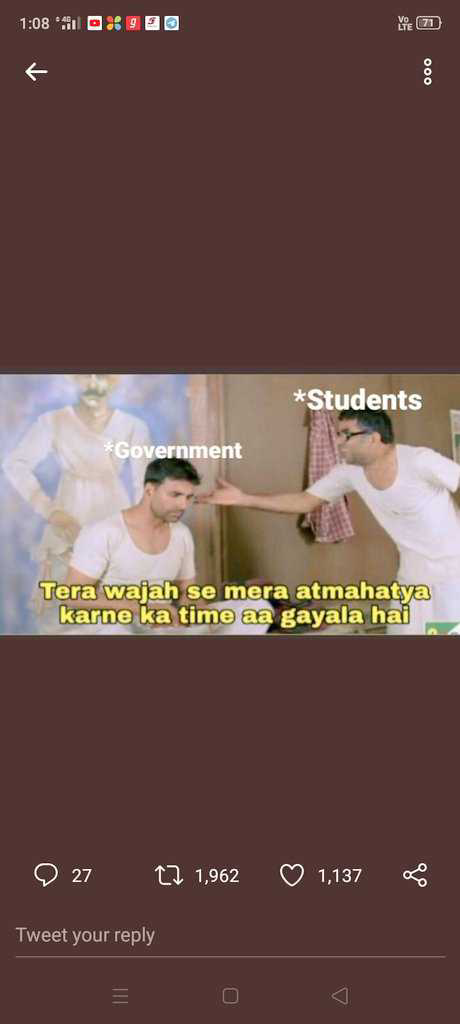 1:08 4G Vo LTE 71
*Students
*Government
Tera wajah se mera atmahatya
karne ka time aa gayala hai
27 1,962 1,137
Tweet your reply